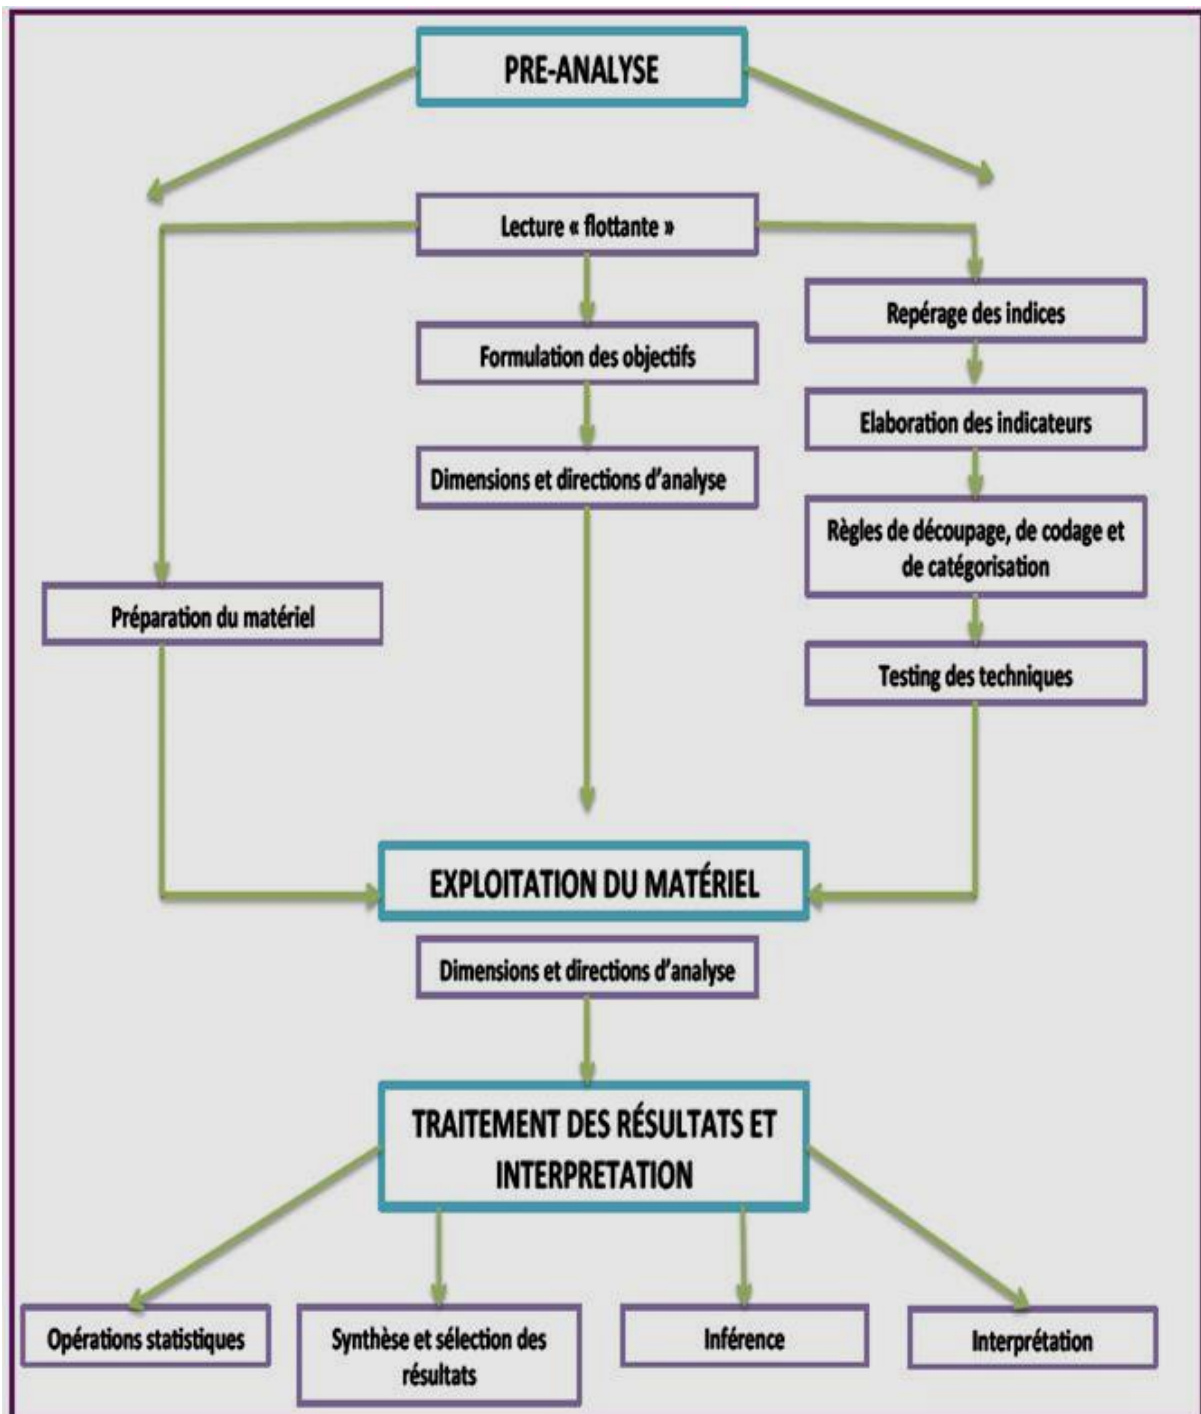 PRE-ANALYSE
Lecture « flottante »
Repérage des indices
Formulation des objectifs
Elaboration des indicateurs
Dimensions et directions d'analyse
Règles de découpage, de codage et
de catégorisation
Préparation du matériel
Testing des techniques
EXPLOITATION DU MATÉRIEL
Dimensions et directions d'analyse
TRAITEMENT DES RÉSULTATS ET
INTERPRETATION
Opérations statistiques
Synthèse et sélection des
résultats
Inférence
Interprétation